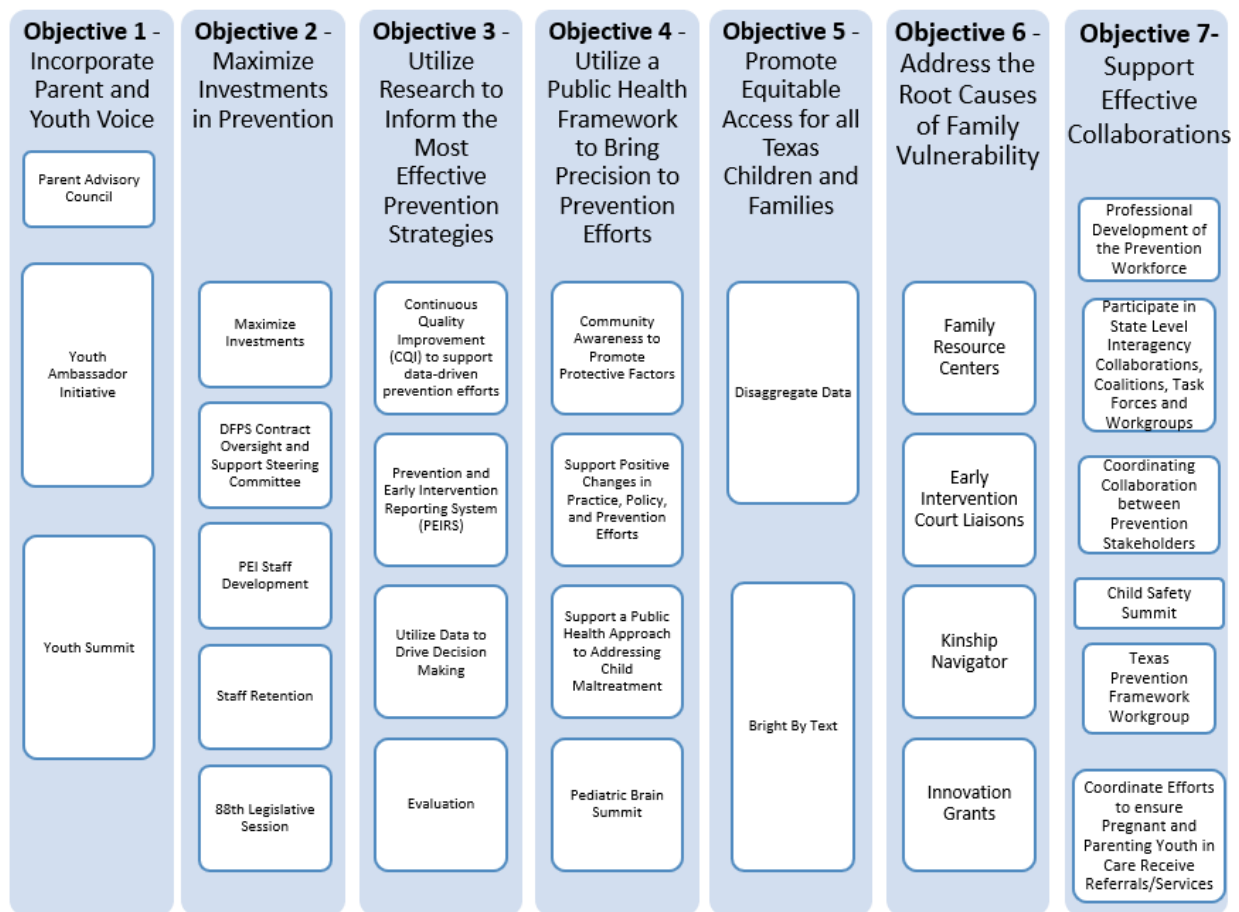 Objective 1 -
Incorporate
Parent and
Youth Voice
Parent Advisory
Council
Youth
Ambassador
Initiative
Youth Summit
Objective 2 -
Maximize
Investments
in Prevention
Maximize
Investments
DFPS Contract
Oversight and
Support Steering
Committee
PEI Staff
Development
Staff Retention
88th Legislative
Session
Objective 3 -
Utilize
Research to
Inform the
Most
Effective
Prevention
Strategies
Continuous
Quality
Improvement
(CQI) to support
data-driven
prevention efforts
Prevention and
Early Intervention
Reporting System
(PEIRS)
Utilize Data to
Drive Decision
Making
Evaluation
Objective 4 -
Utilize a
Public Health
Framework
to Bring
Precision to
Prevention
Efforts
Community
Awareness to
Promote
Protective Factors
Support Positive
Changes in
Practice, Policy,
and Prevention
Efforts
Support a Public
Health Approach
to Addressing
Child
Maltreatment
Pediatric Brain
Summit
Objective 5 -
Promote
Equitable
Access for all
Texas
Children and
Families
Disaggregate Data
Bright By Text
Objective 6 -
Address the
Root Causes
of Family
Vulnerability
Family
Resource
Centers
Early
Intervention
Court Liaisons
Kinship
Navigator
Innovation
Grants
Objective 7-
Support
Effective
Collaborations
Professional
Development of
the Prevention
Workforce
Participate in
State Level
Interagency
Collaborations,
Coalitions, Task
Forces and
Workgroups
Coordinating
Collaboration
between
Prevention
Stakeholders
Child Safety
Summit
Texas
Prevention
Framework
Workgroup
Coordinate Efforts
to ensure
Pregnant and
Parenting Youth in
Care Receive
Referrals/Services